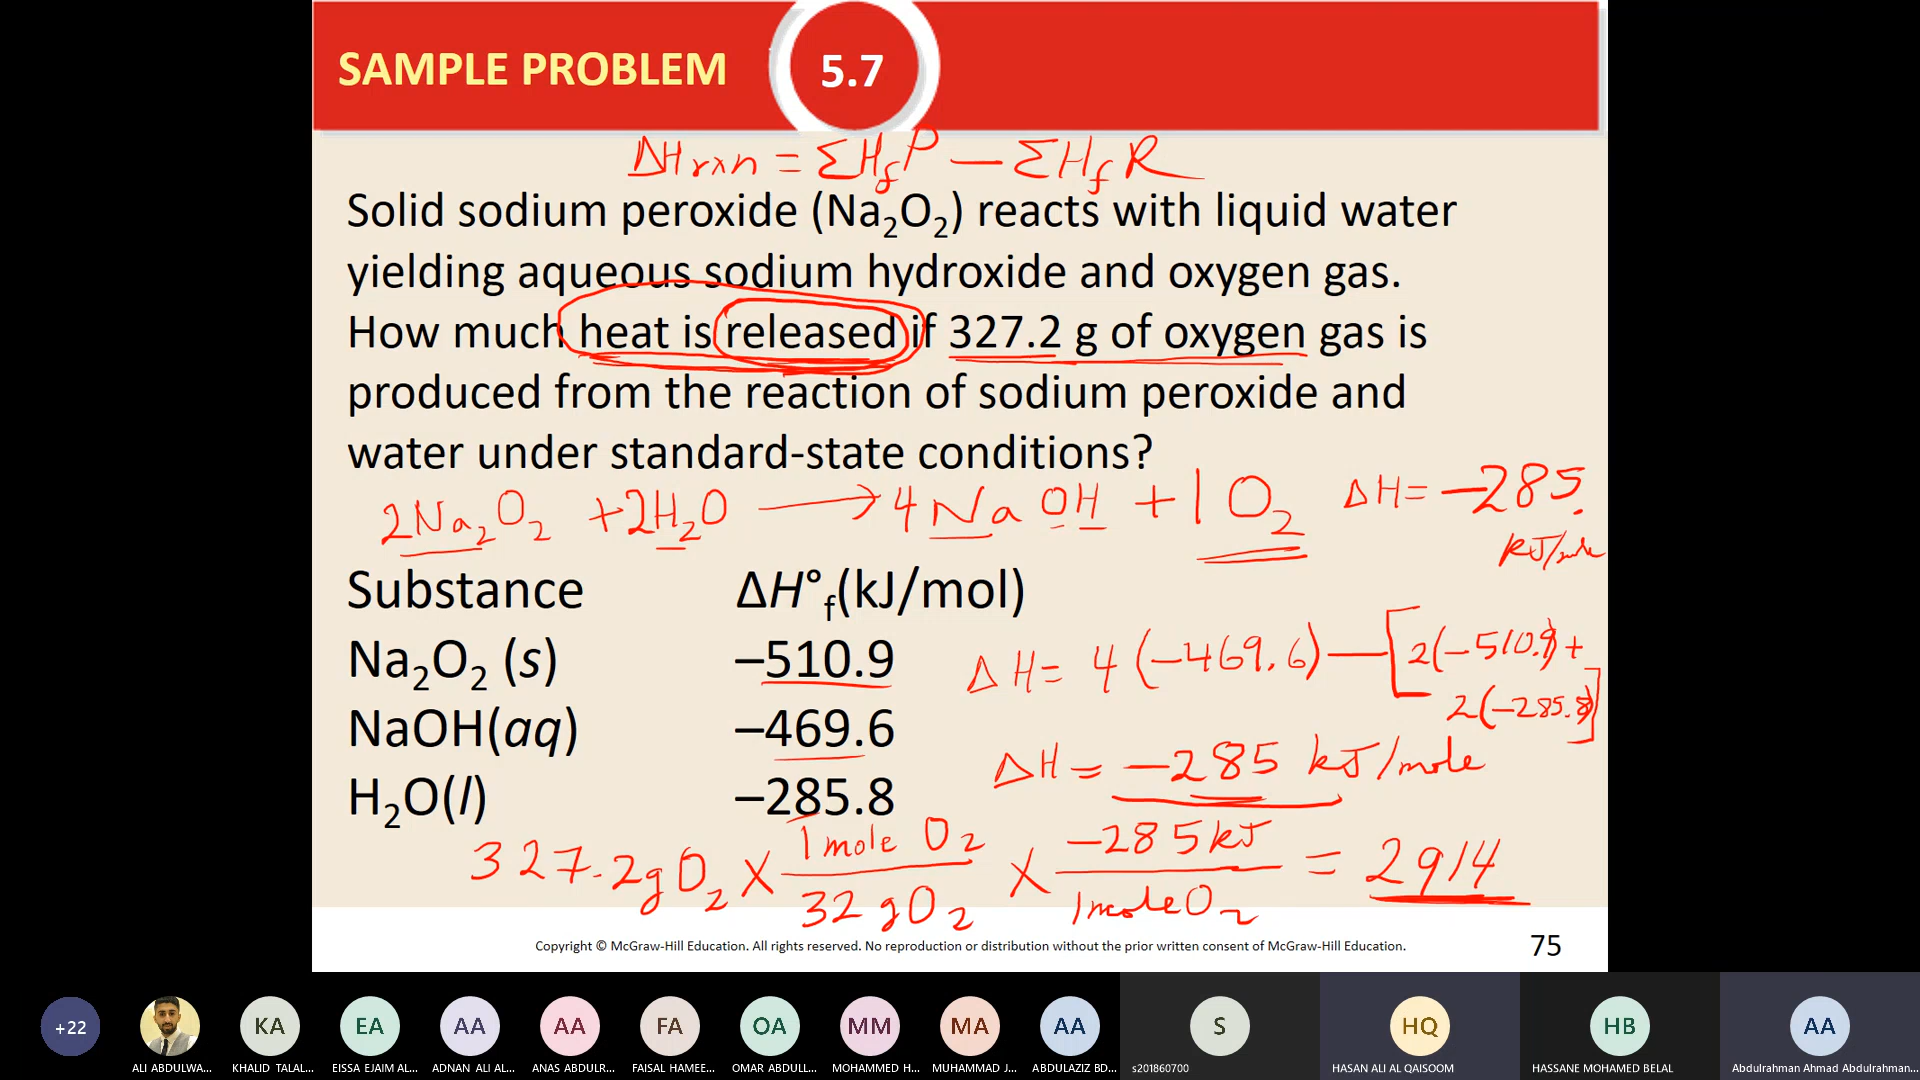 SAMPLE PROBLEM 5.7
ΔHrxn = ΣHfP — ΣHfR
Solid sodium peroxide (Na₂O₂) reacts with liquid water
yielding aqueous sodium hydroxide and oxygen gas.
How much heat is released if 327.2 g of oxygen gas is
produced from the reaction of sodium peroxide and
water under standard-state conditions?
2Na₂O₂ + 2H₂O ⟶ 4NaOH + 1O₂ ΔH = −285.
kJ/mole
Substance ΔH°f(kJ/mol)
Na₂O₂ (s) –510.9
NaOH(aq) –469.6
H₂O(l) –285.8
ΔH = 4(−469.6) — [2(−510.9) +
2(−285.8)]
ΔH = −285 kJ/mole
327.2g O₂ X 1mole O₂ / 32 gO₂ X −285kJ / 1moleO₂ = 2914
Copyright © McGraw-Hill Education. All rights reserved. No reproduction or distribution without the prior written consent of McGraw-Hill Education.
75
+22 KA EA AA AA FA OA MM MA AA S HQ HB AA
ALI ABDULWA... KHALID TALAL... EISSA EJAIM AL... ADNAN ALI AL... ANAS ABDULR... FAISAL HAMEE... OMAR ABDULL... MOHAMMED H... MUHAMMAD J... ABDULAZIZ BD... s201860700 HASAN ALI AL QAISOOM HASSANE MOHAMED BELAL Abdulrahman Ahmad Abdulrahman...